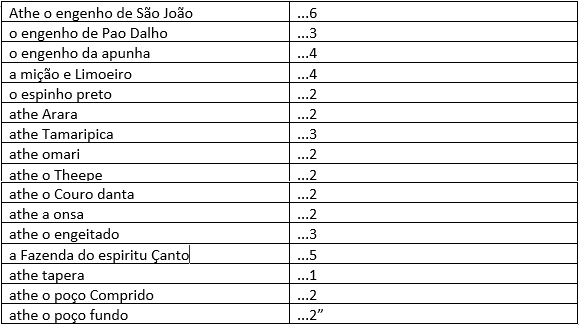 Athe o engenho de São João ...6
o engenho de Pao Dalho ...3
o engenho da apunha ...4
a mição e Limoeiro ...4
o espinho preto ...2
athe Arara ...2
athe Tamaripica ...3
athe omari ...2
athe o Theepe ...2
athe o Couro danta ...2
athe a onsa ...2
athe o engeitado ...3
a Fazenda do espiritu Çanto ...5
athe tapera ...1
athe o poço Comprido ...2
athe o poço fundo ...2”